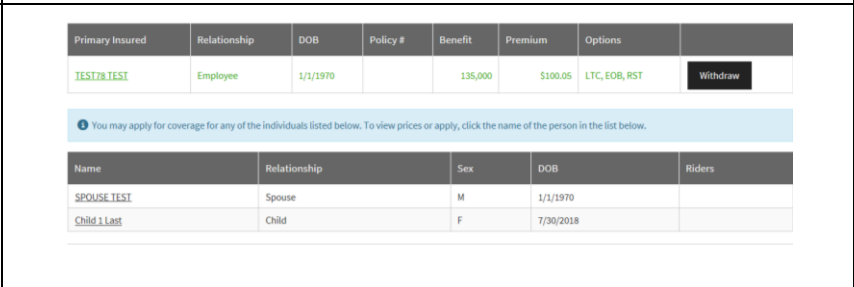 Primary Insured Relationship DOB Policy # Benefit Premium Options
TEST78 TEST Employee 1/1/1970 135,000 $100.05 LTC, EOB, RST Withdraw
You may apply for coverage for any of the individuals listed below. To view prices or apply, click the name of the person in the list below.
Name Relationship Sex DOB Riders
SPOUSE TEST Spouse M 1/1/1970
Child 1 Last Child F 7/30/2018